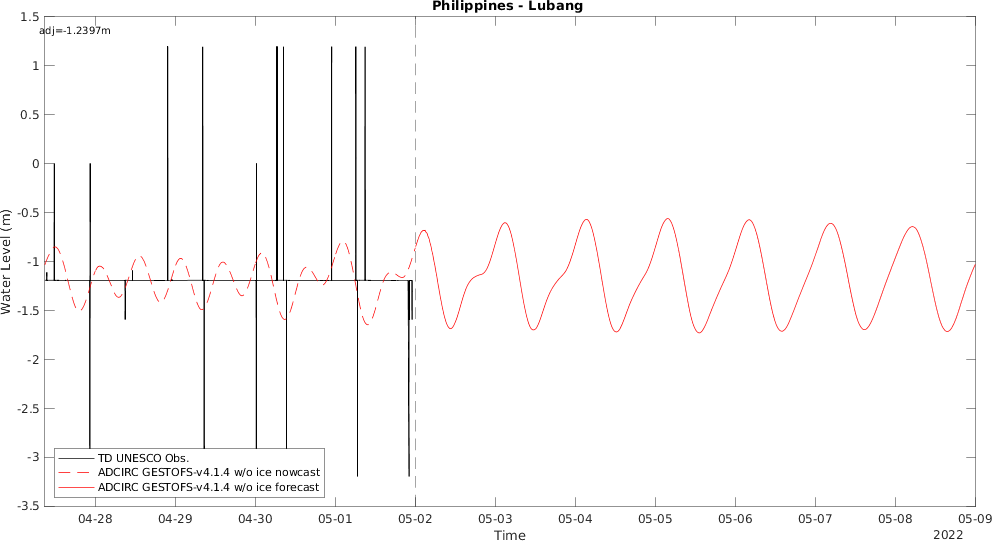 Philippines - Lubang
adj=-1.2397m
1.5
1
0.5
0
-0.5
-1
-1.5
-2
-2.5
-3
-3.5
Water Level (m)
TD UNESCO Obs.
ADCIRC GESTOFS-v4.1.4 w/o ice nowcast
ADCIRC GESTOFS-v4.1.4 w/o ice forecast
04-28 04-29 04-30 05-01 05-02 05-03 05-04 05-05 05-06 05-07 05-08 05-09
Time
2022